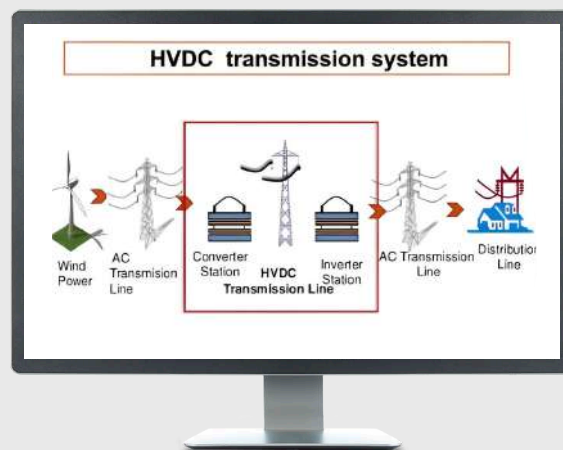 HVDC transmission system
Wind
Power
AC
Transmision
Line
Converter
Station
HVDC
Transmission Line
Inverter
Station
AC Transmission
Line
Distribution
Line